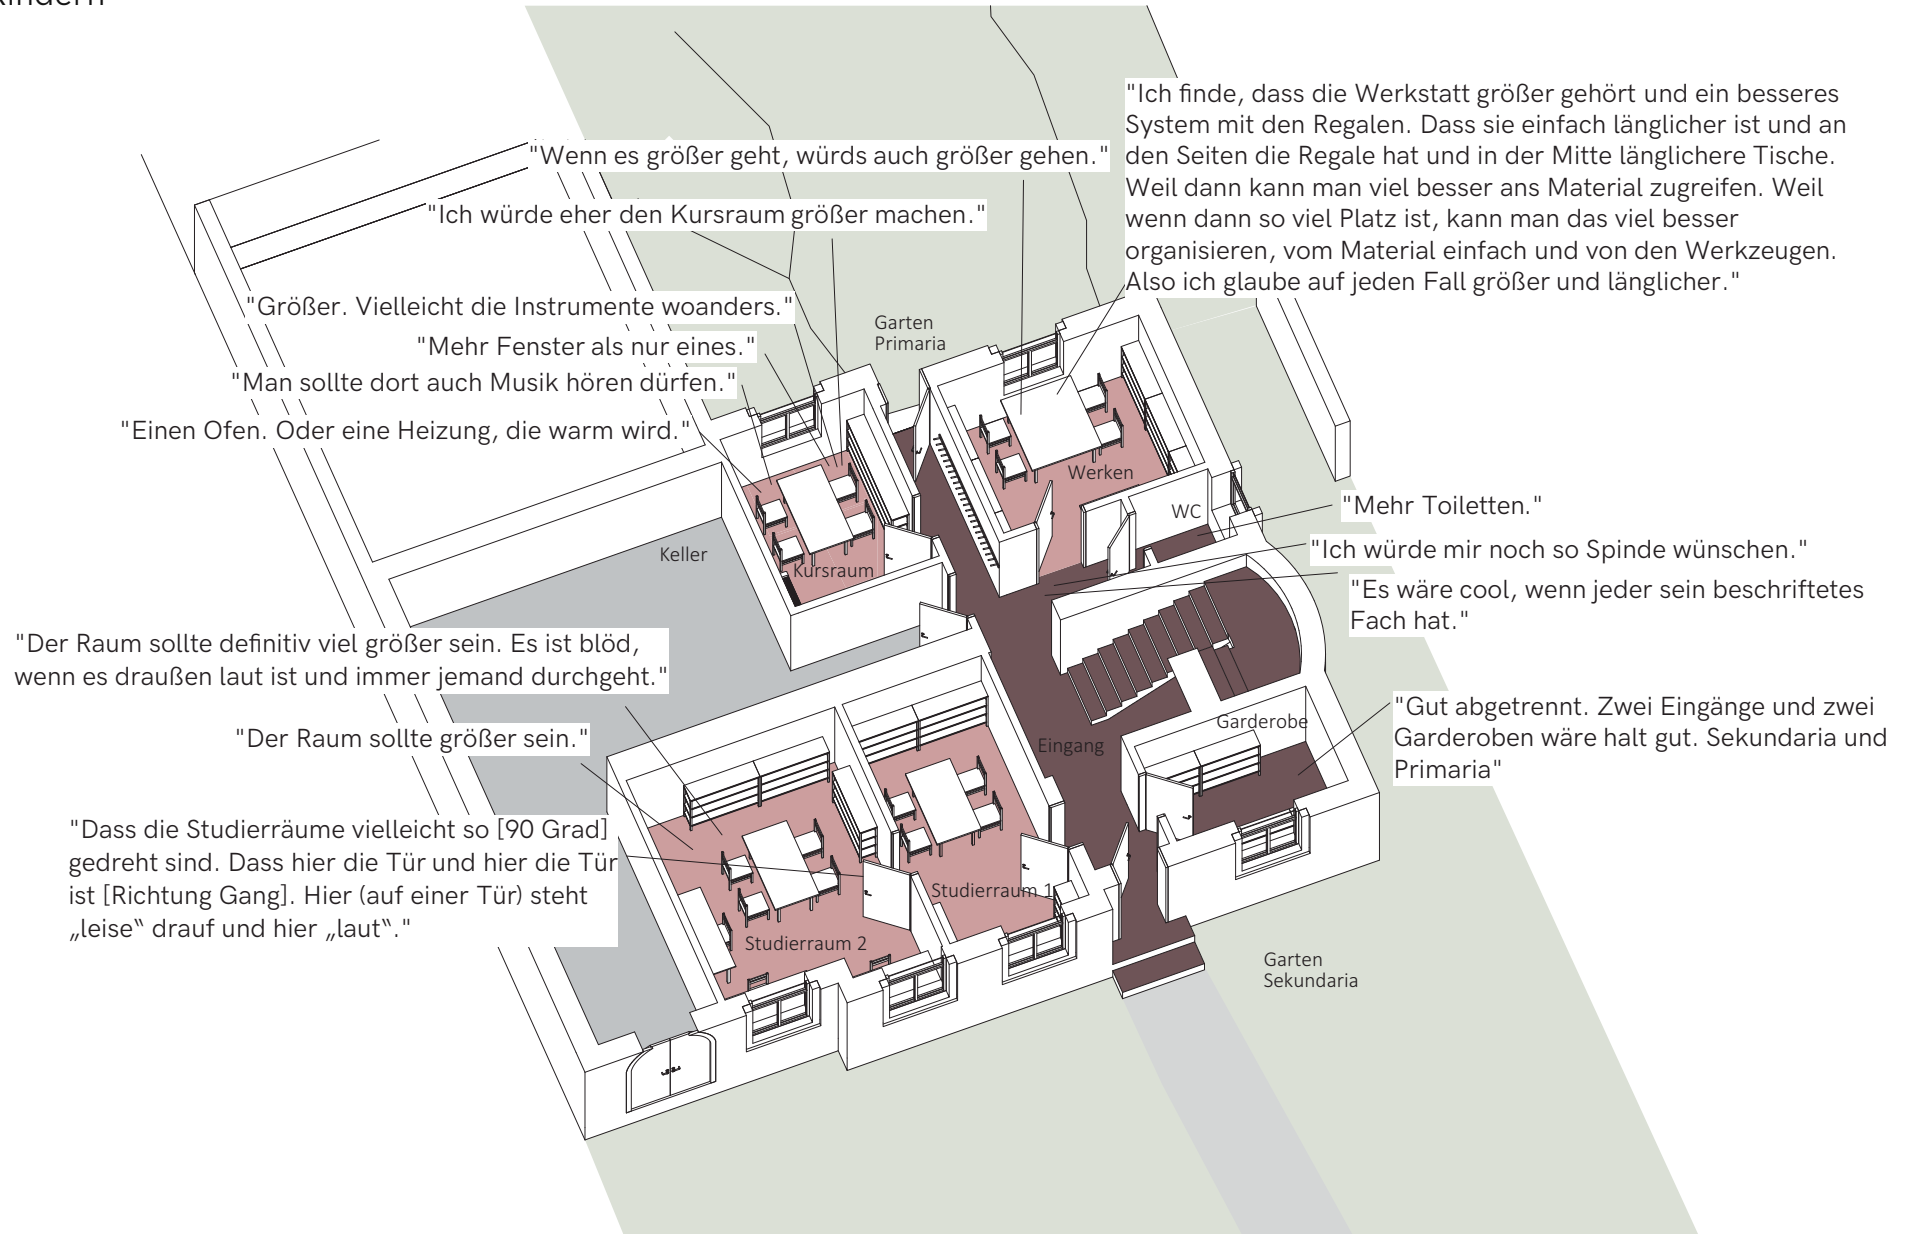 "Ich finde, dass die Werkstatt größer gehört und ein besseres
System mit den Regalen. Dass sie einfach länglicher ist und an
den Seiten die Regale hat und in der Mitte länglichere Tische.
Weil dann kann man viel besser ans Material zugreifen. Weil
wenn dann so viel Platz ist, kann man das viel besser
organisieren, vom Material einfach und von den Werkzeugen.
Also ich glaube auf jeden Fall größer und länglicher."
"Wenn es größer geht, würds auch größer gehen."
"Ich würde eher den Kursraum größer machen."
"Größer. Vielleicht die Instrumente woanders."
"Mehr Fenster als nur eines."
"Man sollte dort auch Musik hören dürfen."
"Einen Ofen. Oder eine Heizung, die warm wird."
Garten
Primaria
Werken
WC
Keller
Kursraum
"Mehr Toiletten."
"Ich würde mir noch so Spinde wünschen."
"Es wäre cool, wenn jeder sein beschriftetes
Fach hat."
"Der Raum sollte definitiv viel größer sein. Es ist blöd,
wenn es draußen laut ist und immer jemand durchgeht."
"Der Raum sollte größer sein."
Garderobe
Eingang
"Gut abgetrennt. Zwei Eingänge und zwei
Garderoben wäre halt gut. Sekundaria und
Primaria"
"Dass die Studierräume vielleicht so [90 Grad]
gedreht sind. Dass hier die Tür und hier die Tür
ist [Richtung Gang]. Hier (auf einer Tür) steht
„leise“ drauf und hier „laut“."
Studierraum 1
Studierraum 2
Garten
Sekundaria